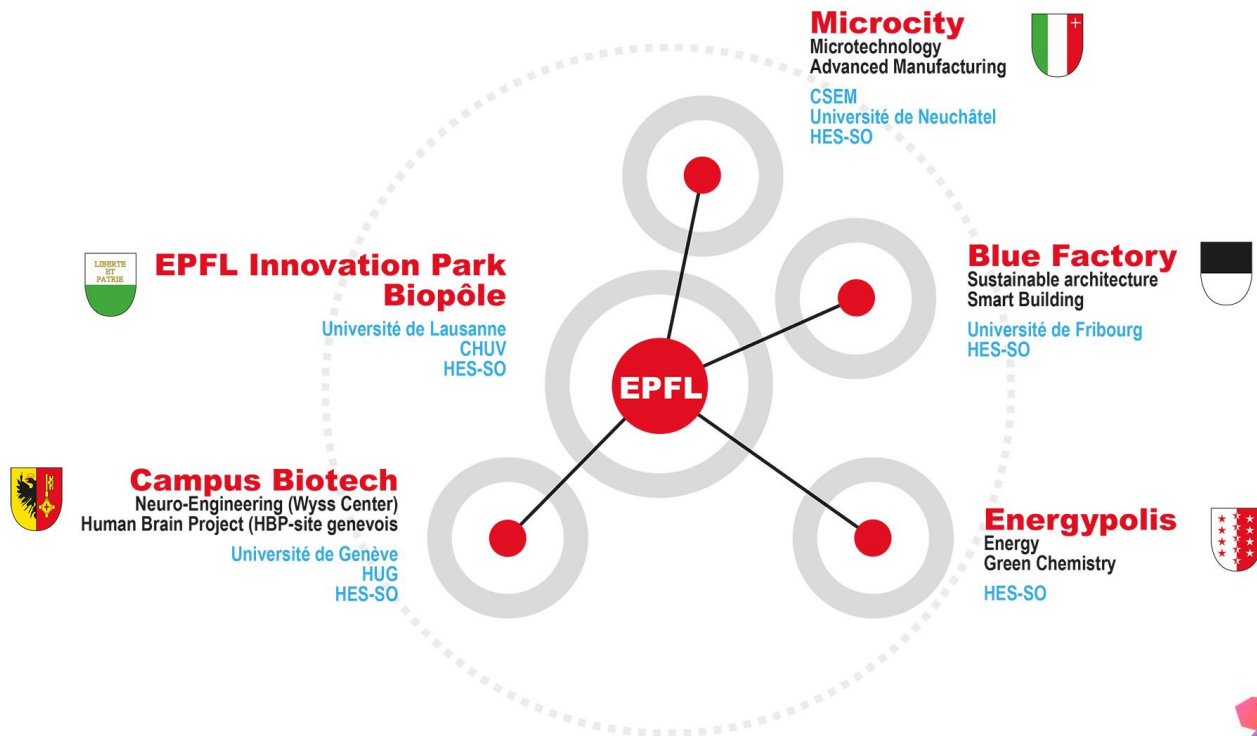 Microcity
Microtechnology
Advanced Manufacturing
CSEM
Université de Neuchâtel
HES-SO
LIBERTE
ET
PATRIE
EPFL Innovation Park
Biopôle
Université de Lausanne
CHUV
HES-SO
Blue Factory
Sustainable architecture
Smart Building
Université de Fribourg
HES-SO
EPFL
Campus Biotech
Neuro-Engineering (Wyss Center)
Human Brain Project (HBP-site genevois
Université de Genève
HUG
HES-SO
Energypolis
Energy
Green Chemistry
HES-SO